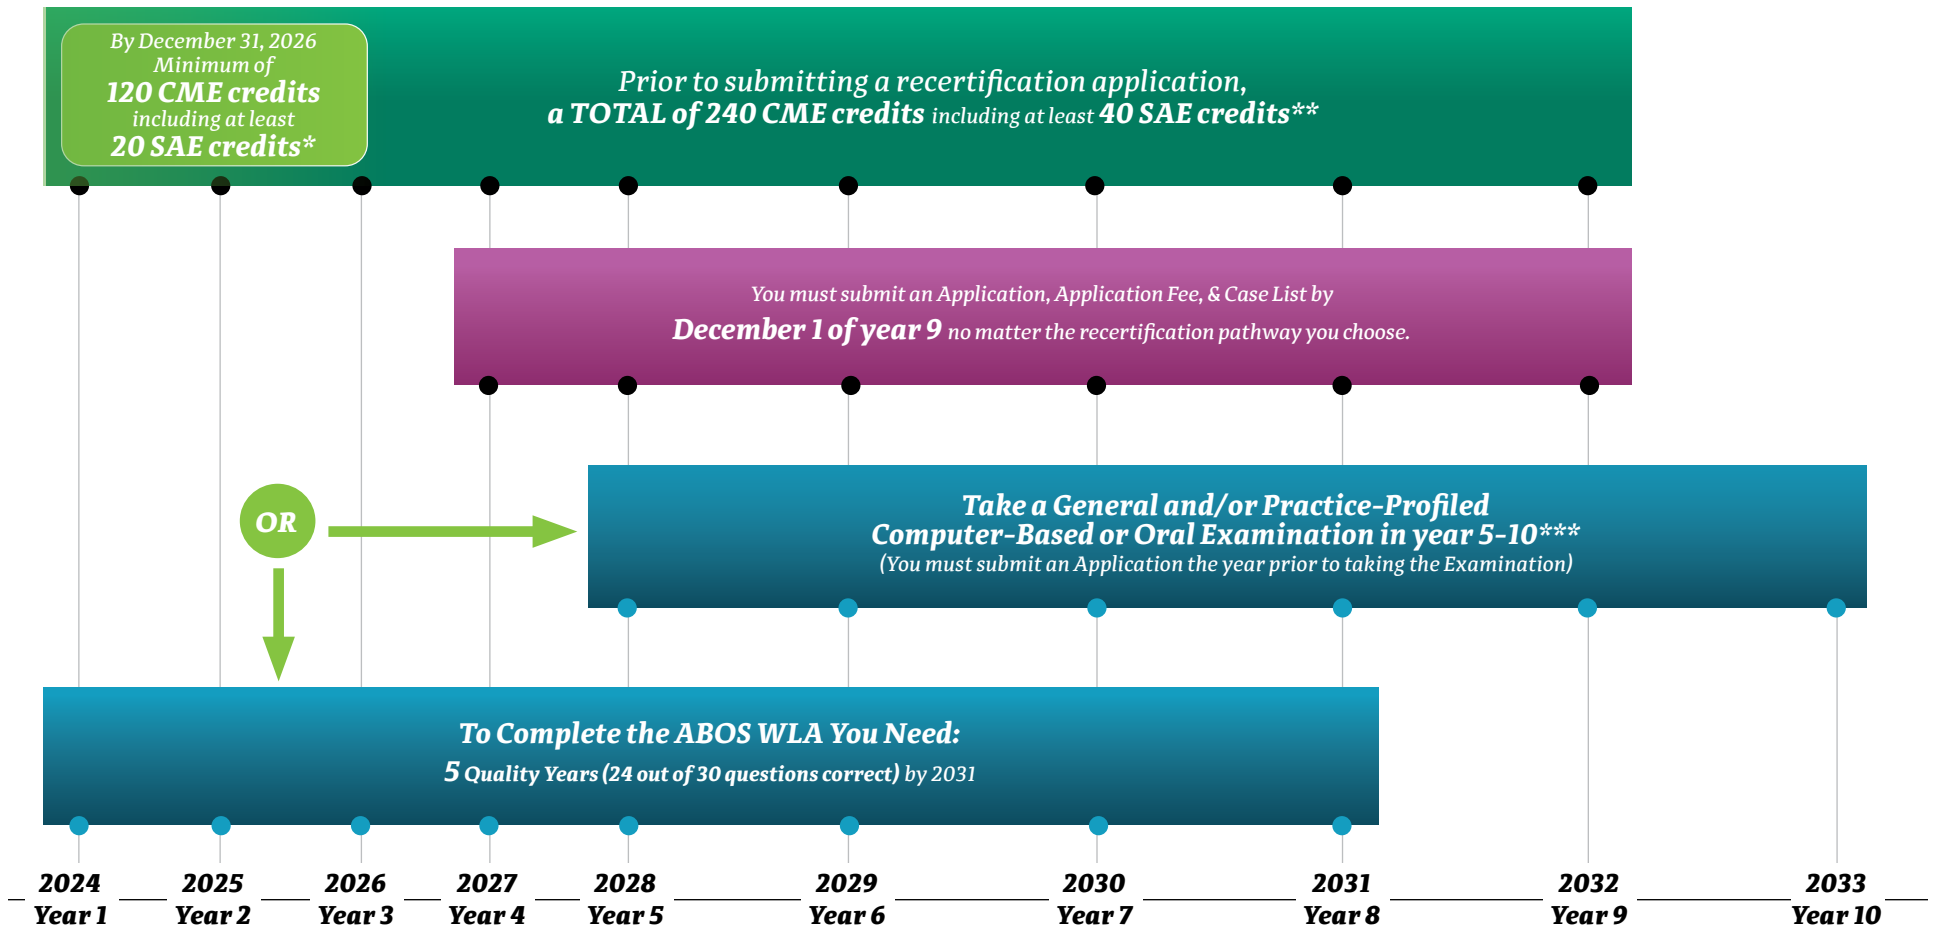 By December 31, 2026
Minimum of
120 CME credits
including at least
20 SAE credits*
Prior to submitting a recertification application,
a TOTAL of 240 CME credits including at least 40 SAE credits**
You must submit an Application, Application Fee, & Case List by
December 1 of year 9 no matter the recertification pathway you choose.
OR
Take a General and/or Practice-Profiled
Computer-Based or Oral Examination in year 5-10***
(You must submit an Application the year prior to taking the Examination)
To Complete the ABOS WLA You Need:
5 Quality Years (24 out of 30 questions correct) by 2031
2024 2025 2026 2027 2028 2029 2030 2031 2032 2033
Year 1 Year 2 Year 3 Year 4 Year 5 Year 6 Year 7 Year 8 Year 9 Year 10